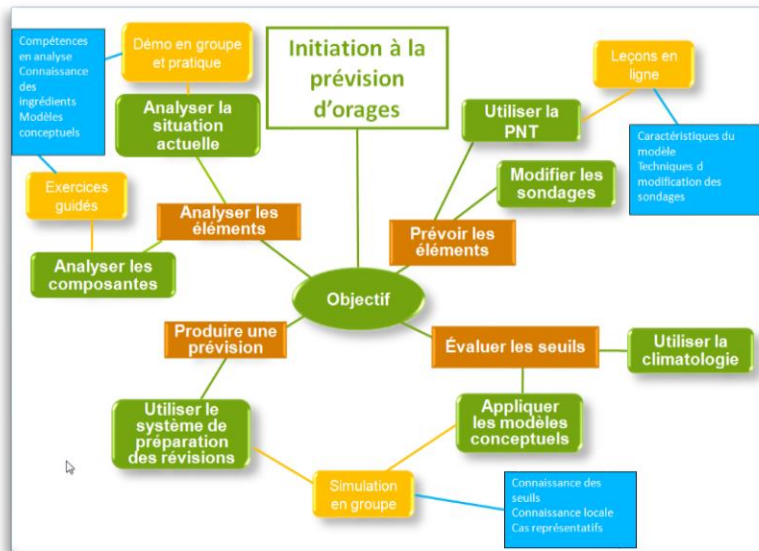 Initiation à la
prévision
d'orages
Compétences
en analyse
Connaissance
des
ingrédients
Modèles
conceptuels
Démo en groupe
et pratique
Analyser la
situation
actuelle
Exercices
guidés
Analyser les
composantes
Analyser les
éléments
Utiliser la
PNT
Leçons en
ligne
Caractéristiques du
modèle
Techniques d
modification des
sondages
Modifier les
sondages
Prévoir les
éléments
Objectif
Produire une
prévision
Évaluer les seuils
Utiliser la
climatologie
Utiliser le
système de
préparation
des révisions
Appliquer
les modèles
conceptuels
Simulation
en groupe
Connaissance des
seuils
Connaissance locale
Cas représentatifs